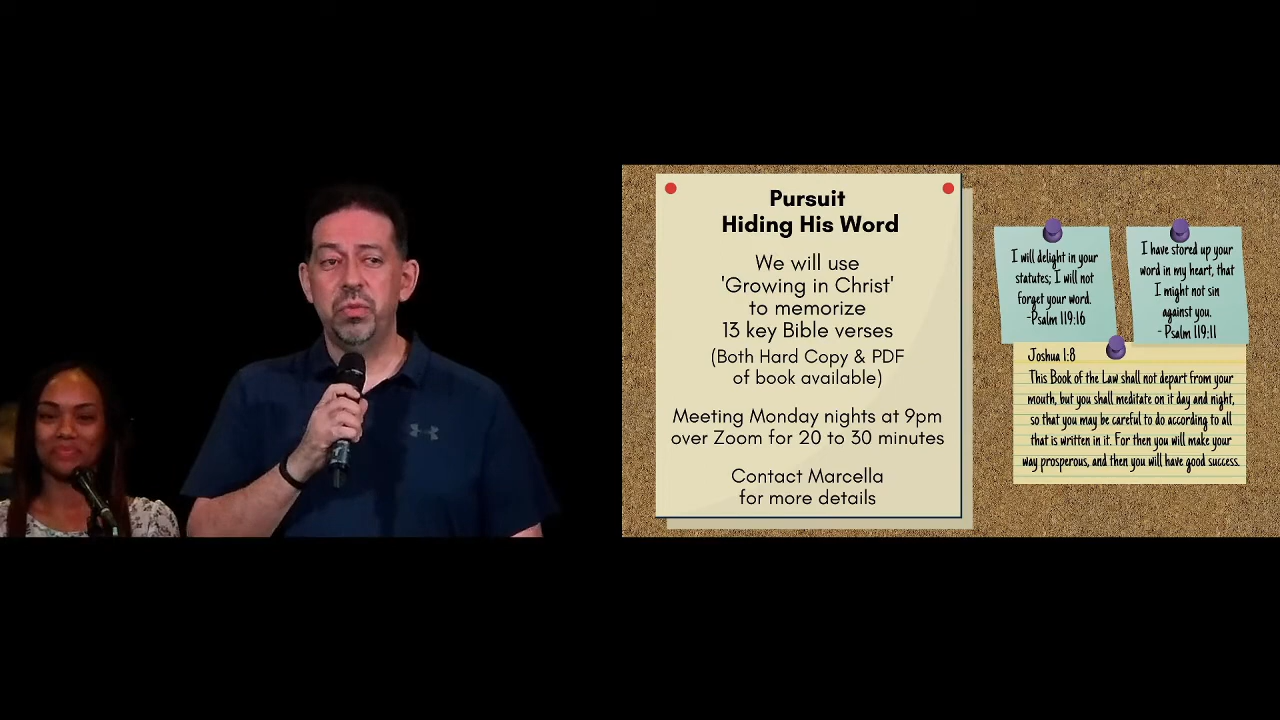 Pursuit
Hiding His Word
We will use
'Growing in Christ'
to memorize
13 key Bible verses
(Both Hard Copy & PDF
of book available)
Meeting Monday nights at 9pm
over Zoom for 20 to 30 minutes
Contact Marcella
for more details
I will delight in your
statutes; I will not
forget your word.
-Psalm 119:16
I have stored up your
word in my heart, that
I might not sin
against you.
- Psalm 119:11
Joshua 1:8
This Book of the Law shall not depart from your
mouth, but you shall meditate on it day and night,
so that you may be careful to do according to all
that is written in it. For then you will make your
way prosperous, and then you will have good success.